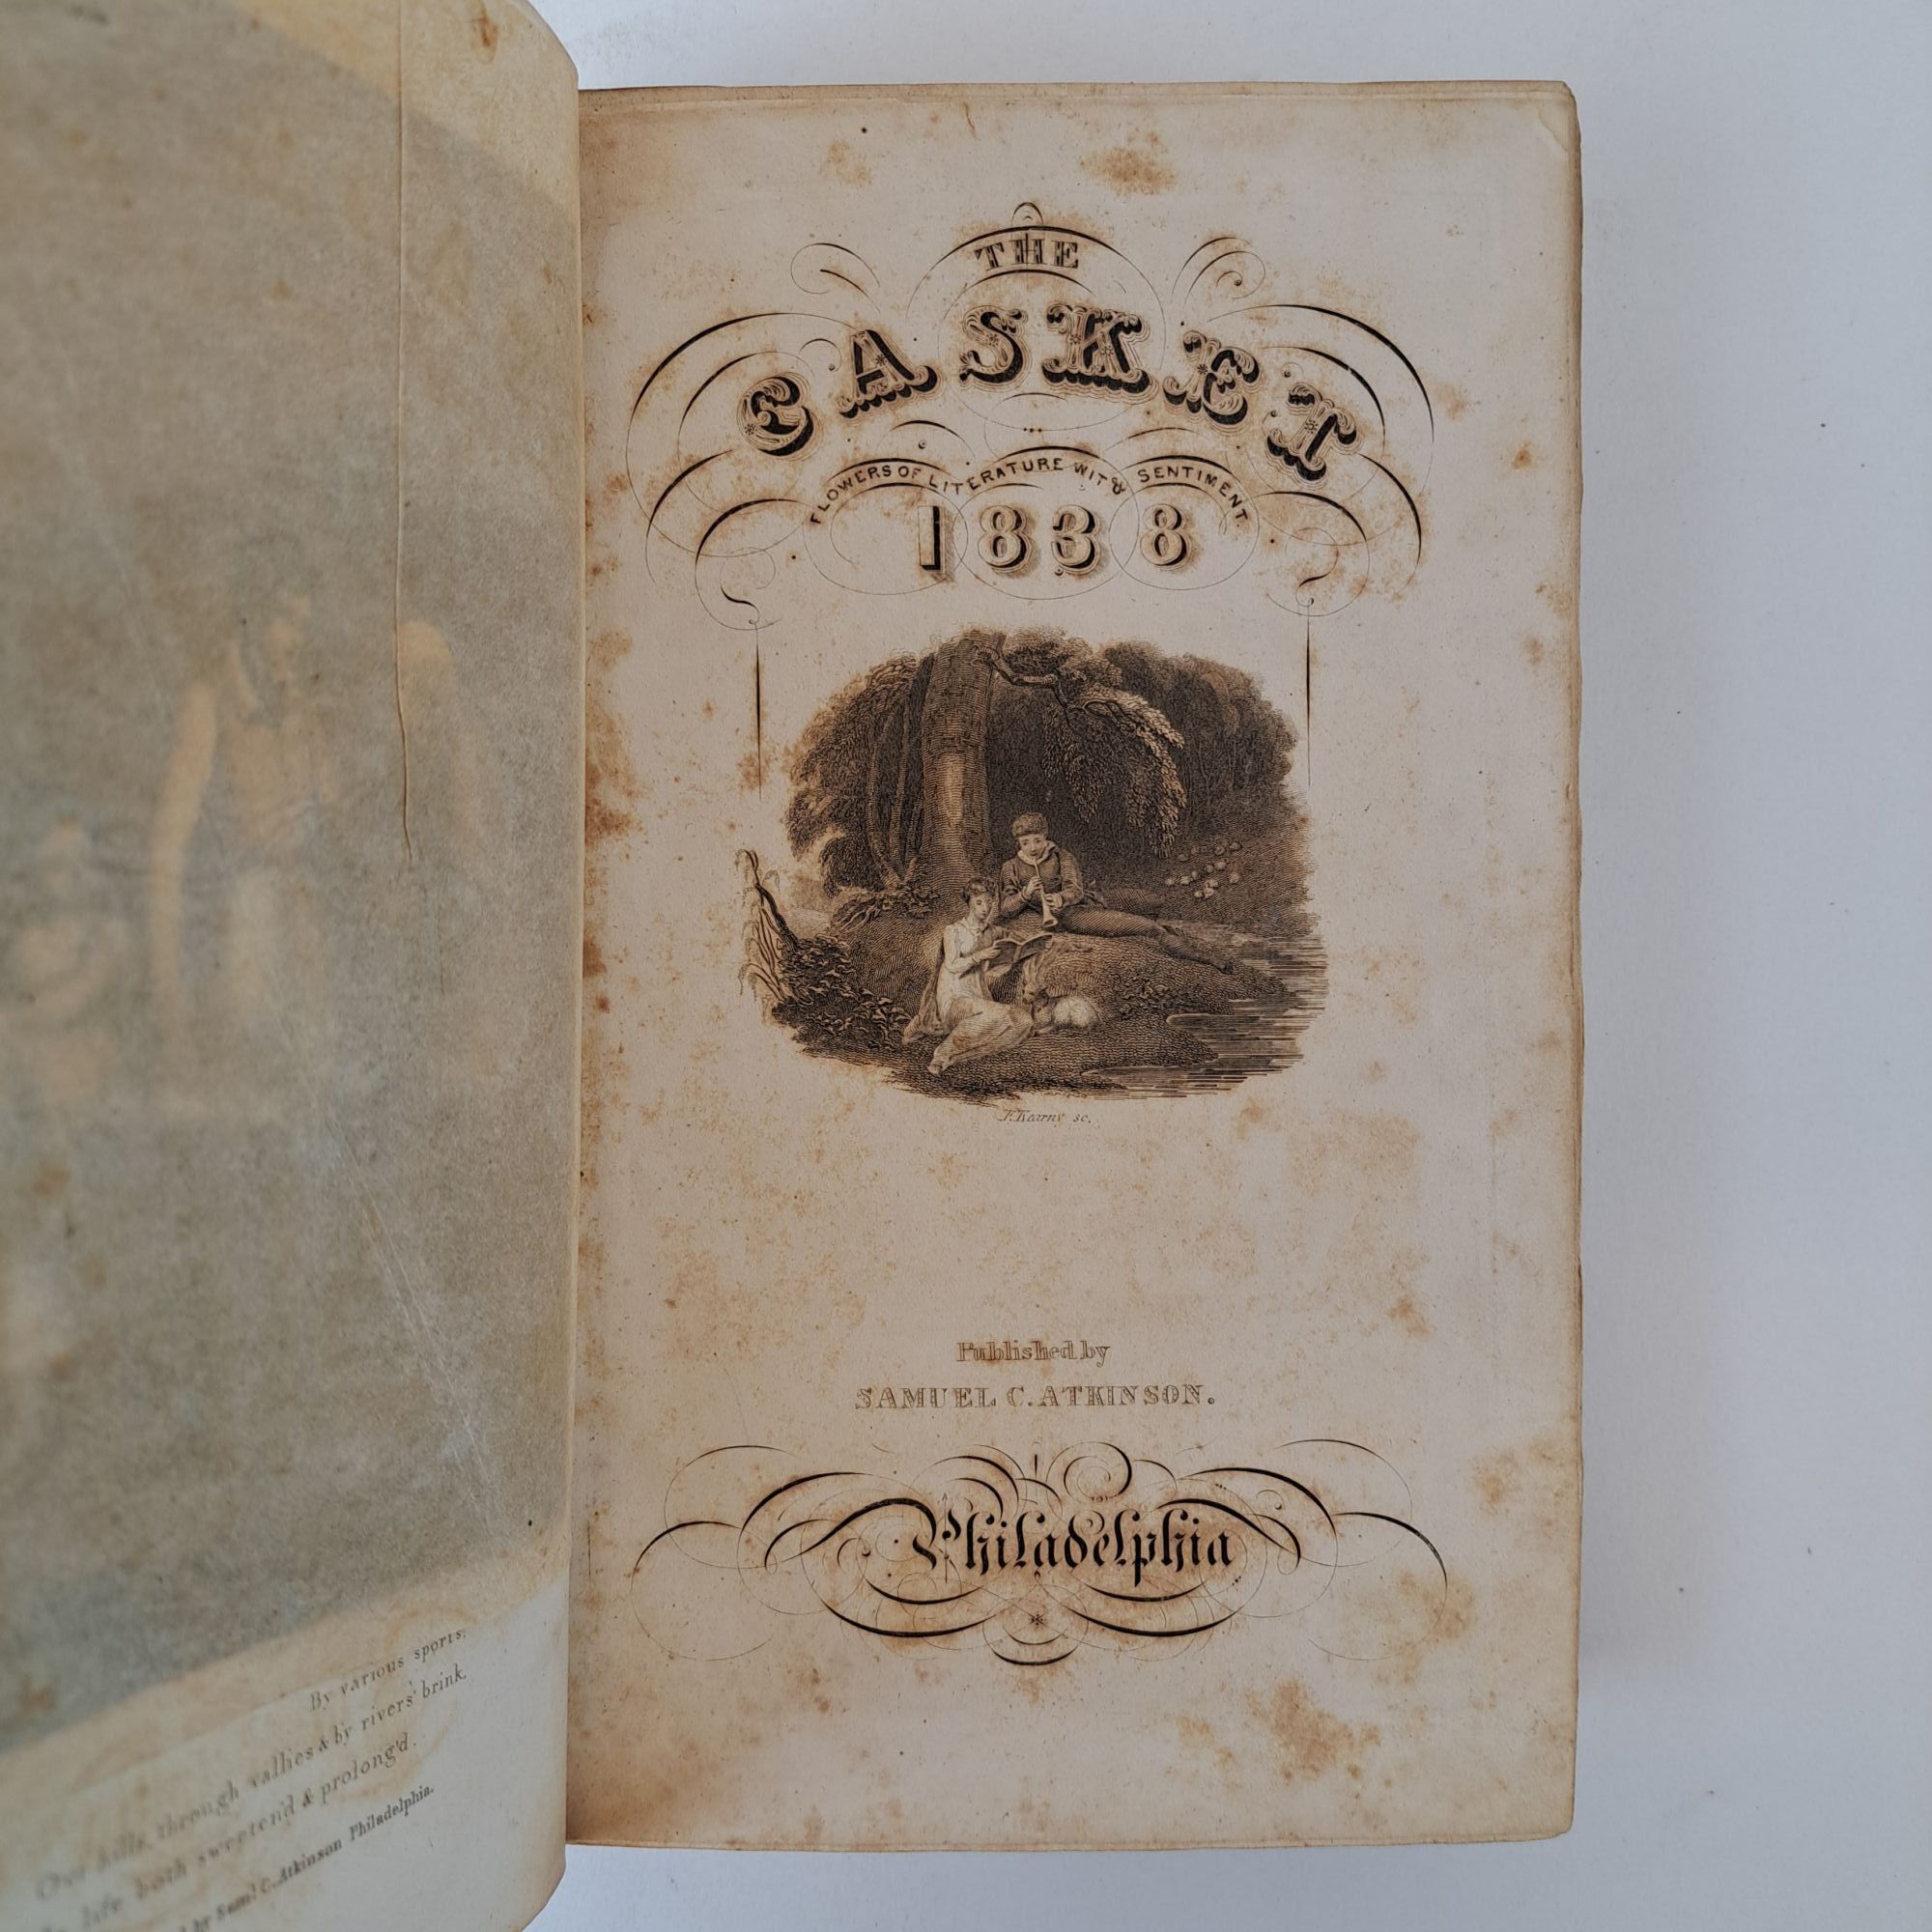 By various sports,
Over hills, through vallies & by rivers' brink,
life both sweeten'd & prolong'd.
by Saml C. Atkinson Philadelphia.
THE
CASKET
FLOWERS OF LITERATURE WIT & SENTIMENT
1838
F. Kearny sc.
Published by
SAMUEL C. ATKINSON.
Philadelphia